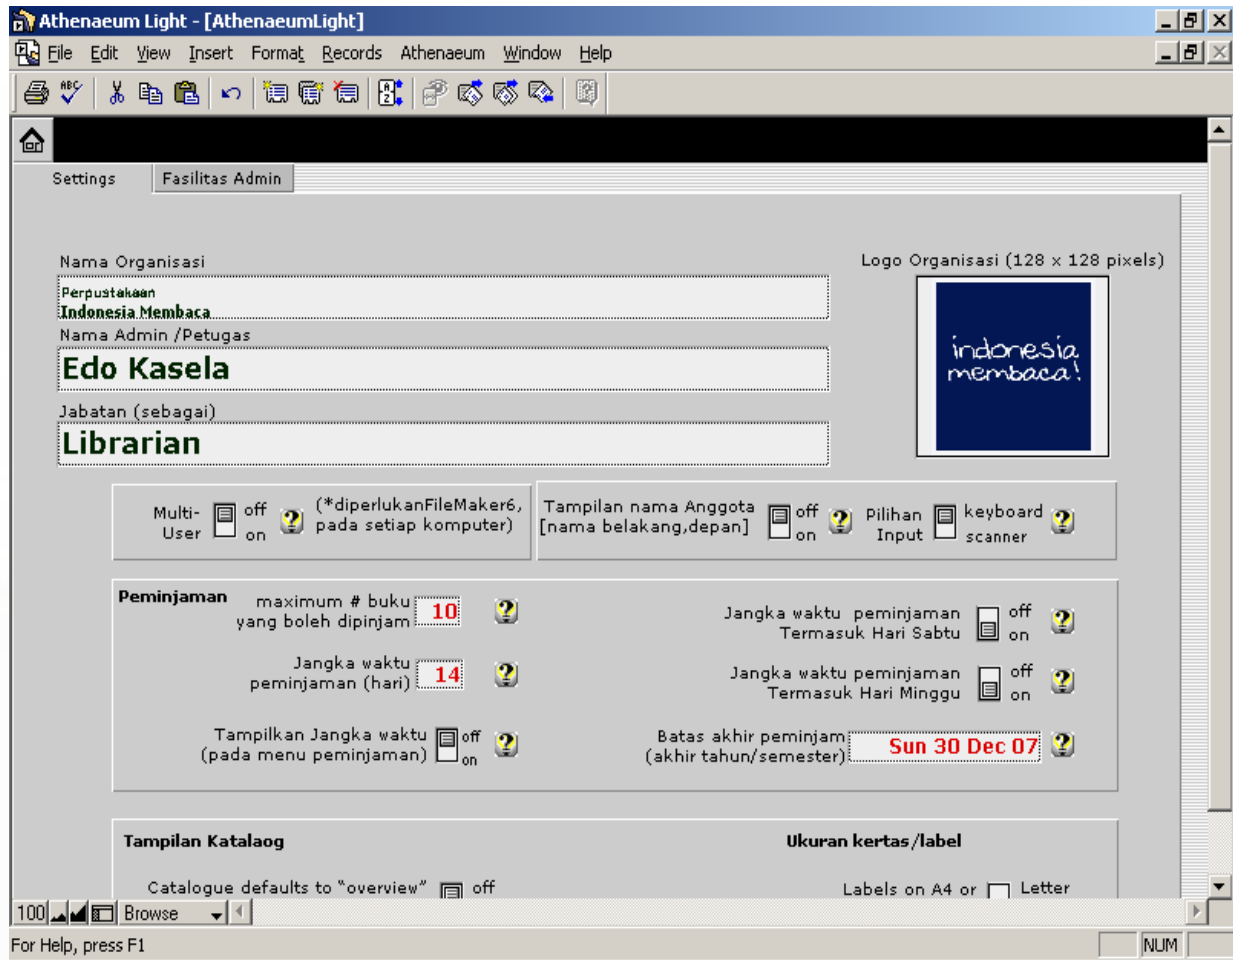 Athenaeum Light - [AthenaeumLight]
File Edit View Insert Format Records Athenaeum Window Help
ABC
A
Z
Settings Fasilitas Admin
Nama Organisasi
Logo Organisasi (128 x 128 pixels)
Perpustakaan
Indonesia Membaca
indonesia
membaca!
Nama Admin /Petugas
Edo Kasela
Jabatan (sebagai)
Librarian
Multi-
User
off
on
(*diperlukanFileMaker6,
pada setiap komputer)
Tampilan nama Anggota
[nama belakang,depan]
off
on
Pilihan
Input
keyboard
scanner
Peminjaman
maximum # buku
yang boleh dipinjam
10
Jangka waktu peminjaman
Termasuk Hari Sabtu
off
on
Jangka waktu
peminjaman (hari)
14
Jangka waktu peminjaman
Termasuk Hari Minggu
off
on
Tampilkan Jangka waktu
(pada menu peminjaman)
off
on
Batas akhir peminjam
(akhir tahun/semester)
Sun 30 Dec 07
Tampilan Katalaog
Ukuran kertas/label
Catalogue defaults to "overview" off
Labels on A4 or Letter
100 Browse
For Help, press F1
NUM